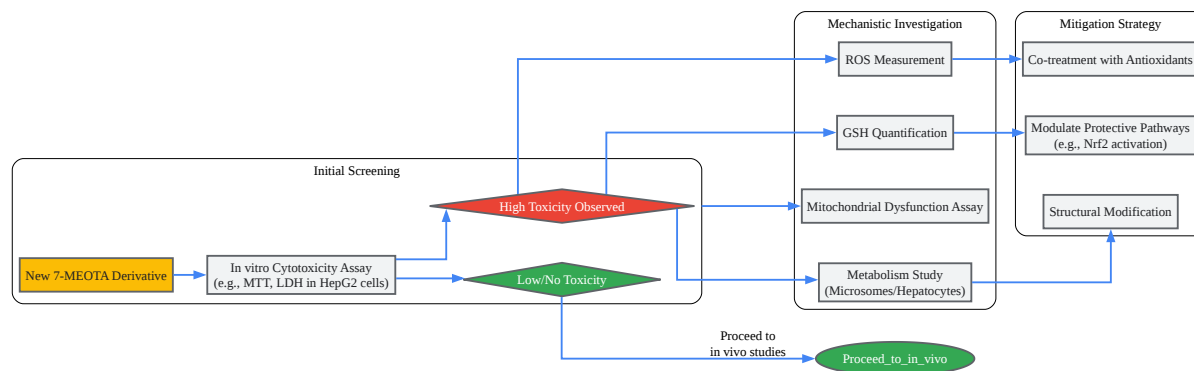 Mechanistic Investigation
Mitigation Strategy
ROS Measurement
Co-treatment with Antioxidants
GSH Quantification
Modulate Protective Pathways
(e.g., Nrf2 activation)
Initial Screening
High Toxicity Observed
Mitochondrial Dysfunction Assay
Structural Modification
New 7-MEOTA Derivative
In vitro Cytotoxicity Assay
(e.g., MTT, LDH in HepG2 cells)
Low/No Toxicity
Metabolism Study
(Microsomes/Hepatocytes)
Proceed to
in vivo studies
Proceed_to_in_vivo